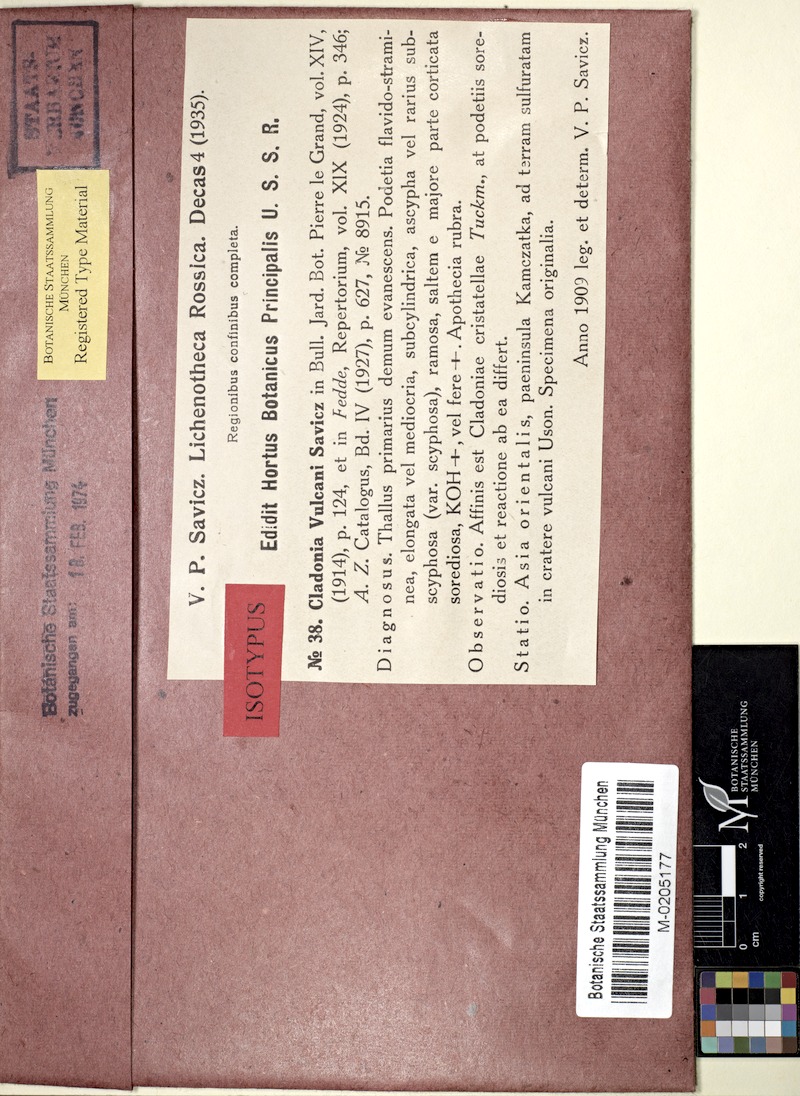 STAATS-
HERBARIUM
MÜNCHEN
BOTANISCHE STAATSSAMMLUNG
MÜNCHEN
Registered Type Material
Botanische Staatssammlung München
zugegangen am: 18. FEB. 1974
V. P. Savicz. Lichenotheca Rossica. Decas 4 (1935).
Regionibus confinibus completa.
Edidit Hortus Botanicus Principalis U. S. S. R.
ISOTYPUS
№ 38. Cladonia Vulcani Savicz in Bull. Jard. Bot. Pierre le Grand, vol. XIV,
(1914), p. 124, et in Fedde, Repertorium, vol. XIX (1924), p. 346;
A. Z. Catalogus, Bd. IV (1927), p. 627, № 8915.
Diagnosus. Thallus primarius demum evanescens. Podetia flavido-strami-
nea, elongata vel mediocria, subcylindrica, ascypha vel rarius sub-
scyphosa (var. scyphosa), ramosa, saltem e majore parte corticata
sorediosa, KOH+, vel fere +. Apothecia rubra.
Observatio. Affinis est Cladoniae cristatellae Tuckm., at podetiis sore-
diosis et reactione ab ea differt.
Statio. Asia orientalis, paeninsula Kamczatka, ad terram sulfuratam
in cratere vulcani Uson. Specimena originalia.
Anno 1909 leg. et determ. V. P. Savicz.
Botanische Staatssammlung München
M-0205177
0 1 2
cm
copyright reserved
M
BOTANISCHE
STAATSSAMMLUNG
MÜNCHEN